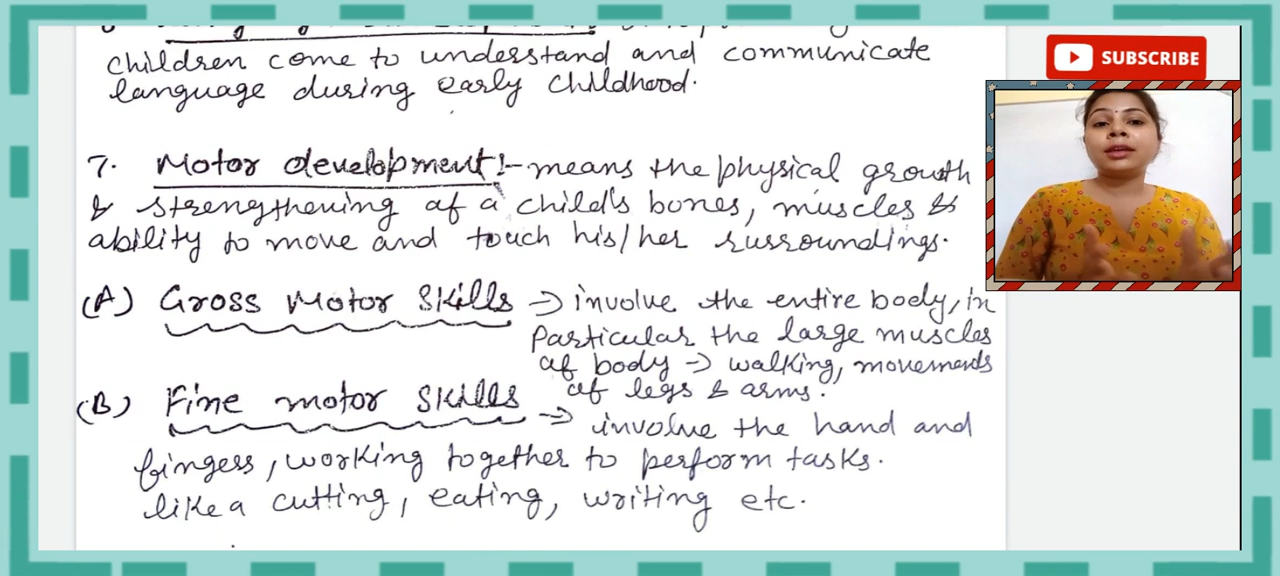 children come to understand and communicate
language during early childhood.
7. Motor development :- means the physical growth
& strengthening of a child's bones, muscles &
ability to move and touch his/her surroundings.
(A) Gross Motor Skills → involve the entire body, in
particular the large muscles
of body → walking, movements
of legs & arms.
(B) Fine motor skills → involve the hand and
fingers, working together to perform tasks.
like a cutting, eating, writing etc.
SUBSCRIBE